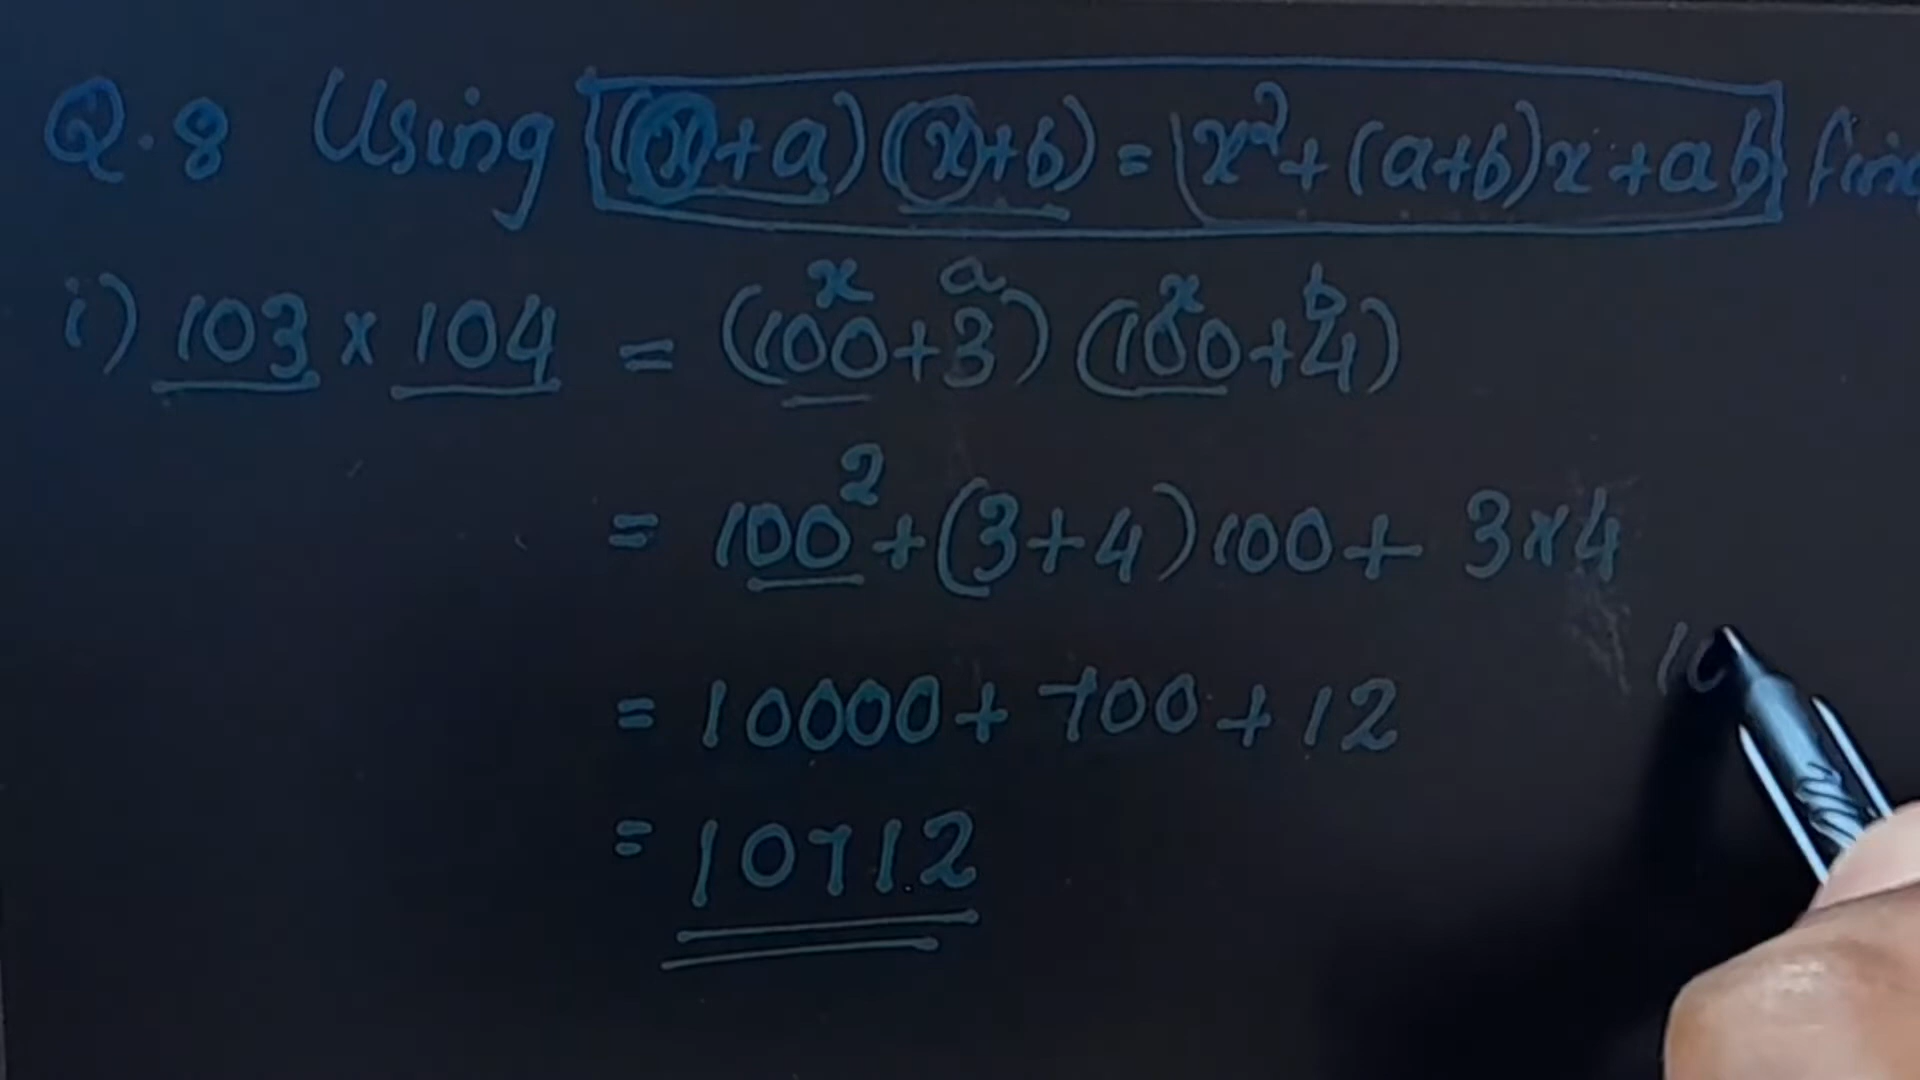 Q.8 Using (x+a)(x+b) = x²+(a+b)x+ab
i) 103 x 104 = (100+3)(100+4)
x a x b
= 100² + (3+4)100 + 3x4
= 10000 + 700 + 12
= 10712